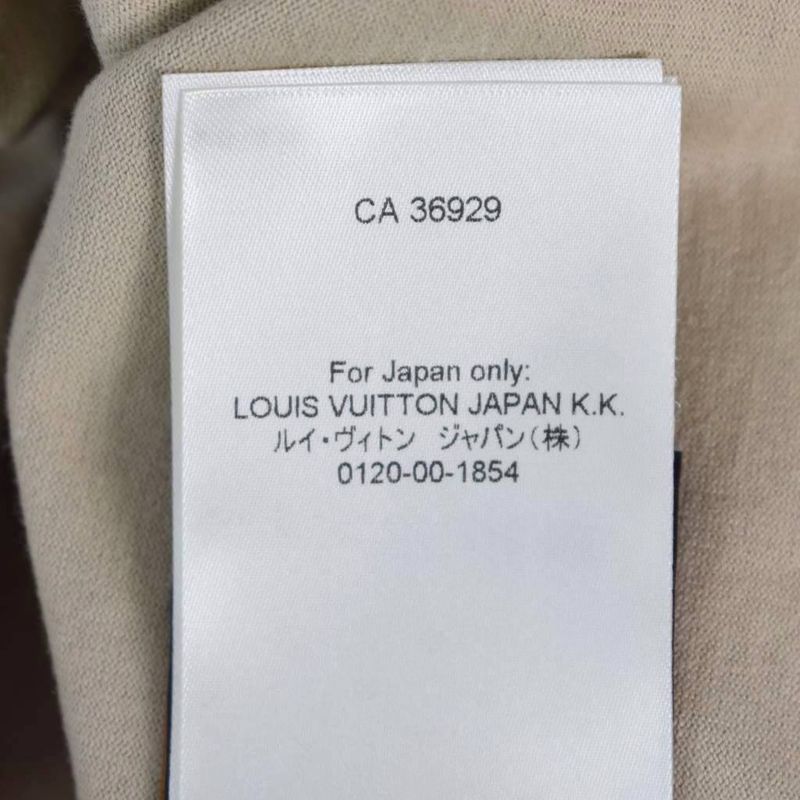 CA 36929
For Japan only:
LOUIS VUITTON JAPAN K.K.
ルイ・ヴィトン ジャパン(株)
0120-00-1854